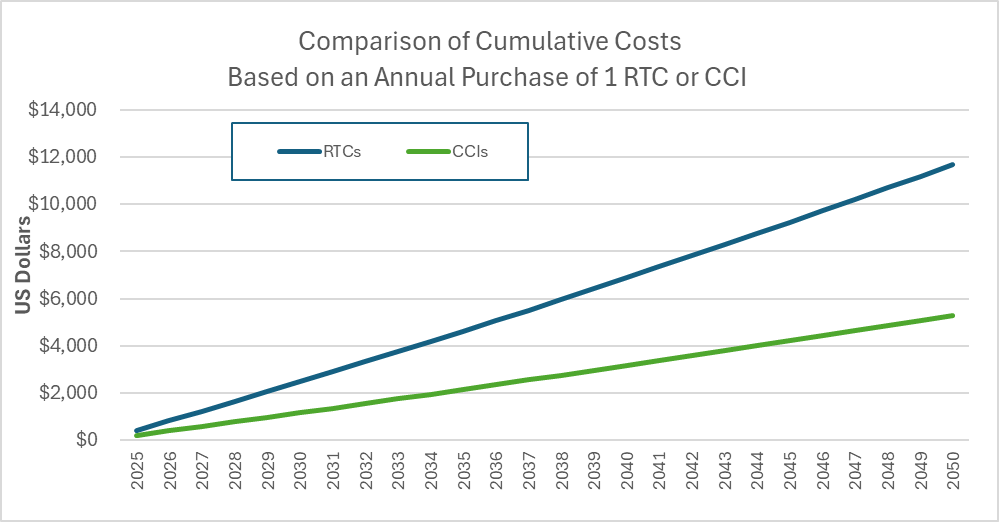 Comparison of Cumulative Costs
Based on an Annual Purchase of 1 RTC or CCI
US Dollars
$14,000
$12,000
$10,000
$8,000
$6,000
$4,000
$2,000
$0
RTCs CCIs
2025 2026 2027 2028 2029 2030 2031 2032 2033 2034 2035 2036 2037 2038 2039 2040 2041 2042 2043 2044 2045 2046 2047 2048 2049 2050